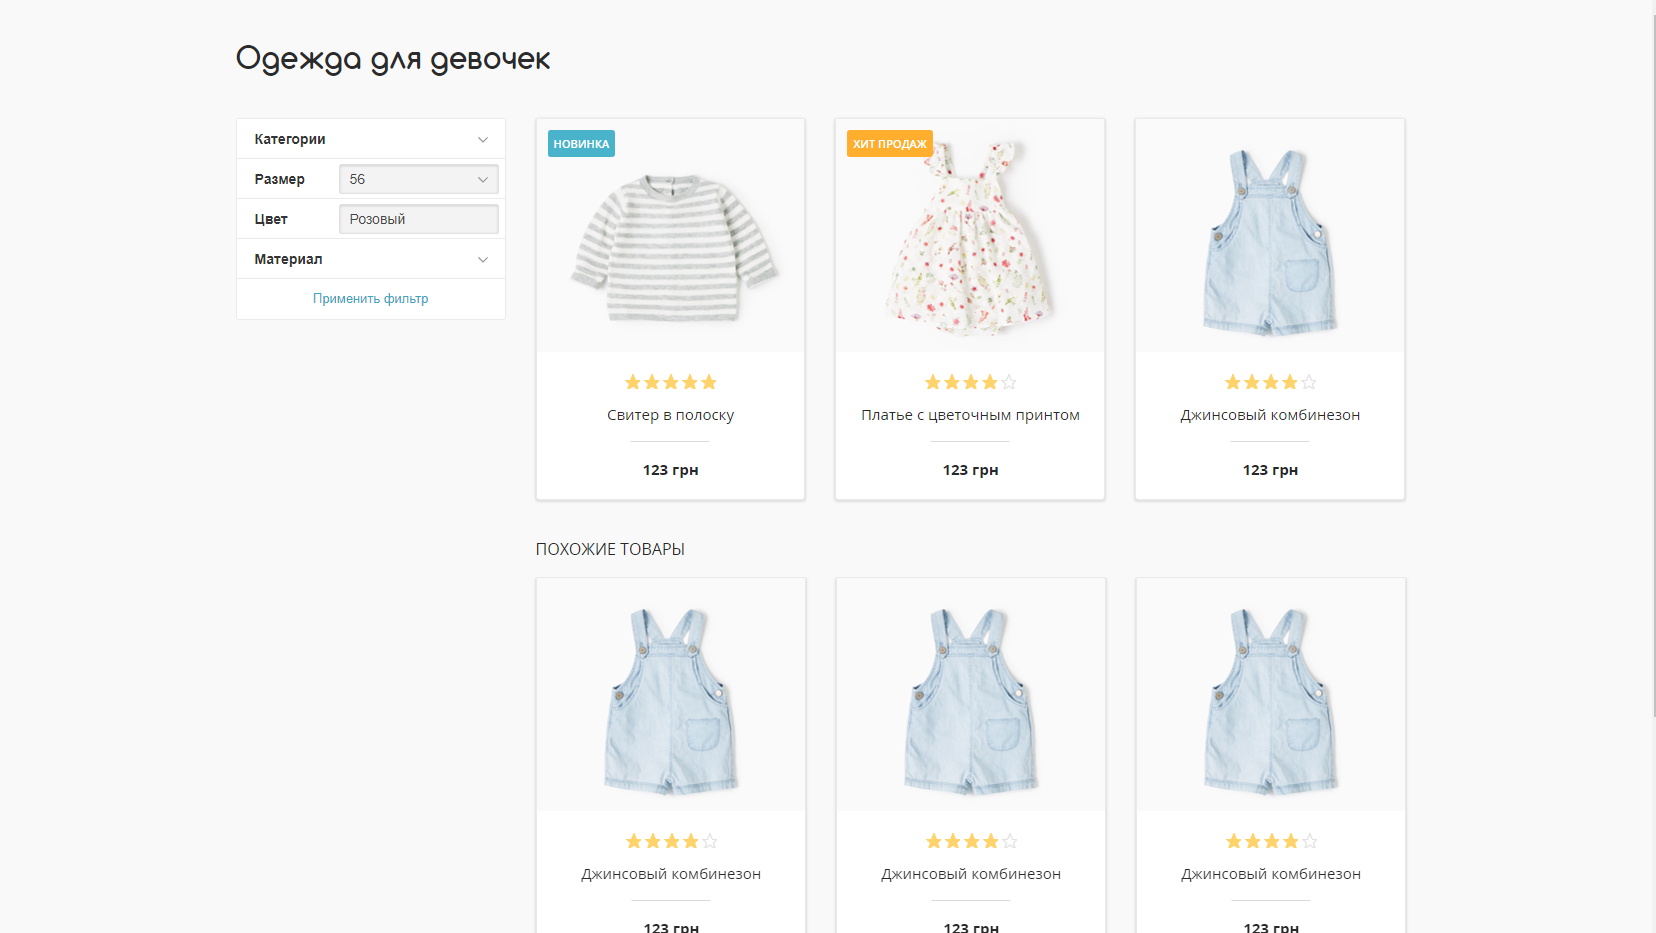 Одежда для девочек
Категории
Размер 56
Цвет Розовый
Материал
Применить фильтр
НОВИНКА
Свитер в полоску
123 грн
ХИТ ПРОДАЖ
Платье с цветочным принтом
123 грн
Джинсовый комбинезон
123 грн
ПОХОЖИЕ ТОВАРЫ
Джинсовый комбинезон
123 грн
Джинсовый комбинезон
123 грн
Джинсовый комбинезон
123 грн